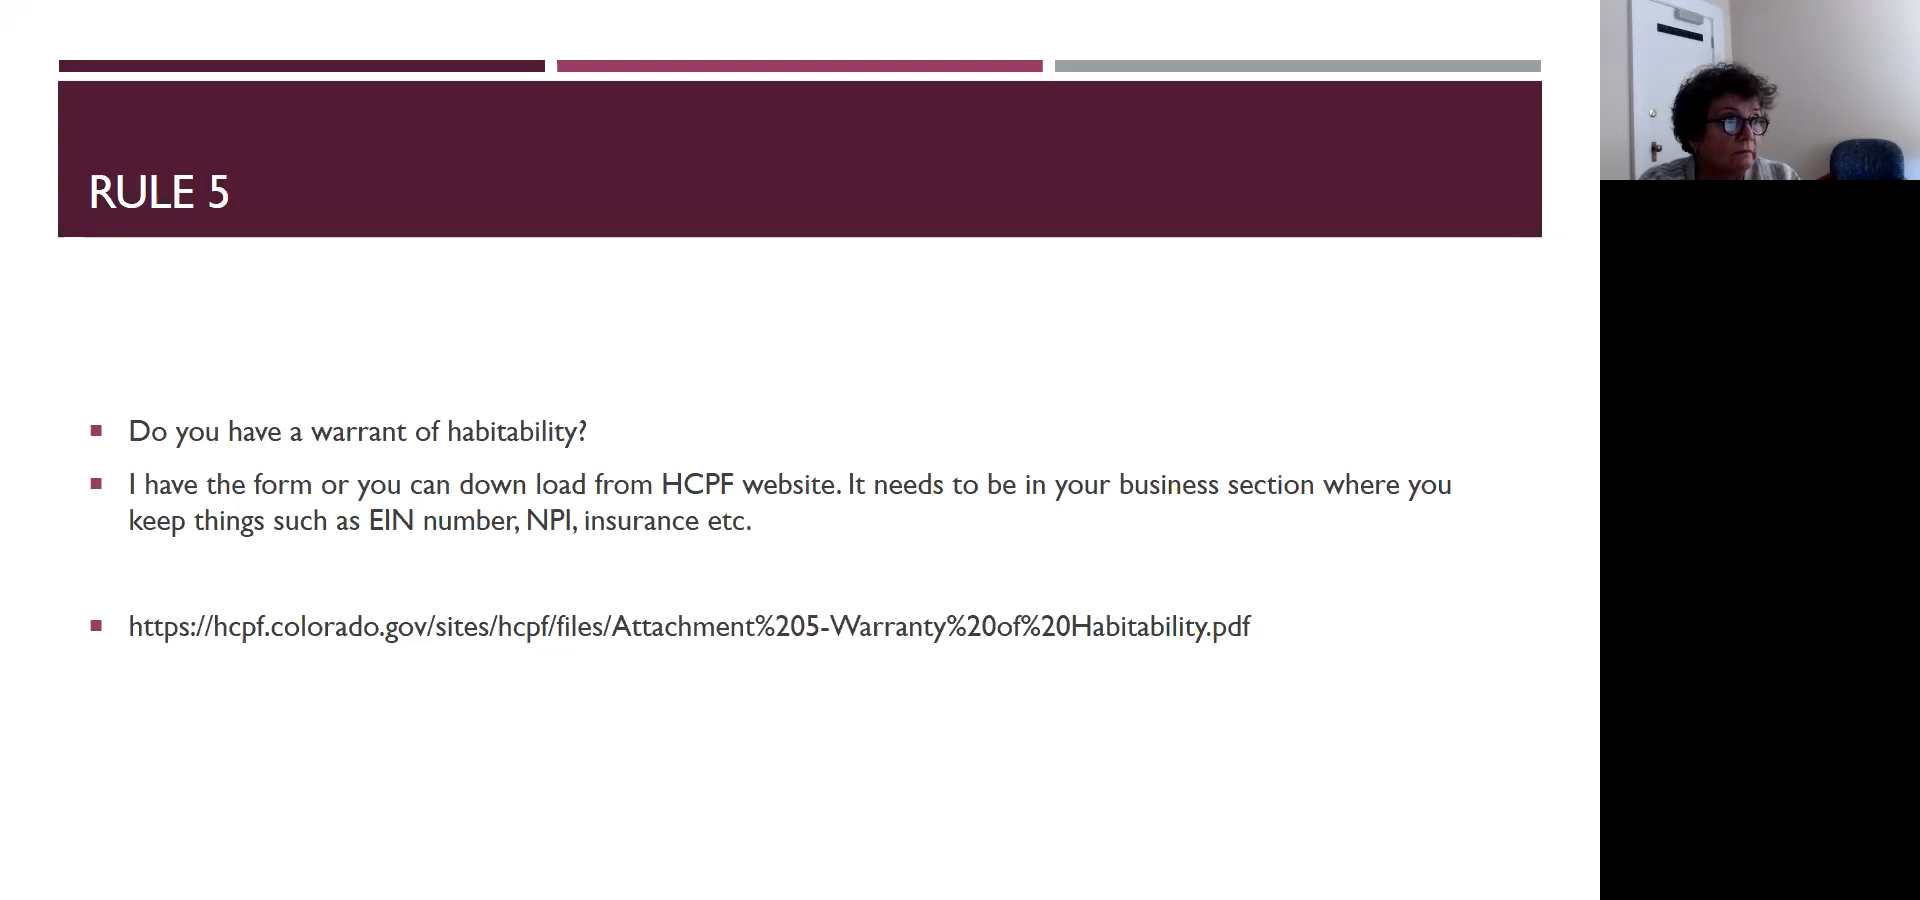 RULE 5
Do you have a warrant of habitability?
I have the form or you can down load from HCPF website. It needs to be in your business section where you
keep things such as EIN number, NPI, insurance etc.
https://hcpf.colorado.gov/sites/hcpf/files/Attachment%205-Warranty%20of%20Habitability.pdf